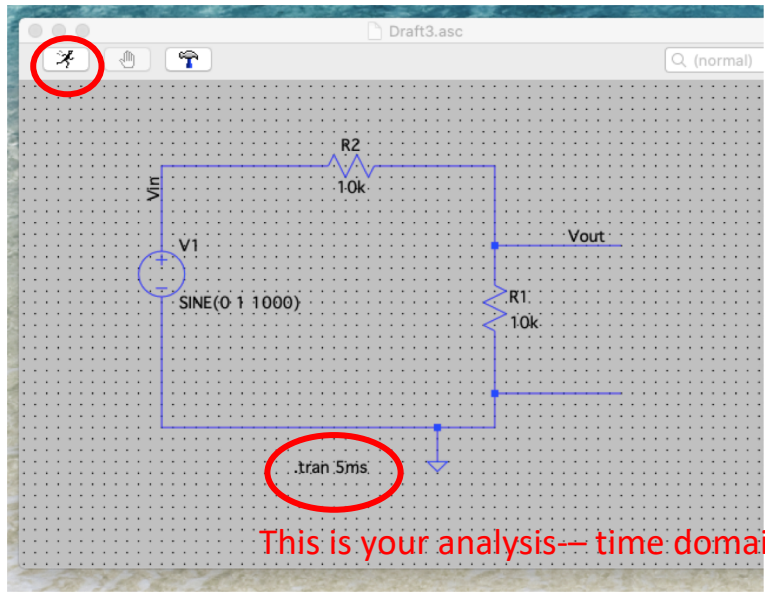 Draft3.asc
(normal)
R2
10k
Vin
V1
SINE(0 1 1000)
Vout
R1
10k
.tran 5ms
This is your analysis-– time domai